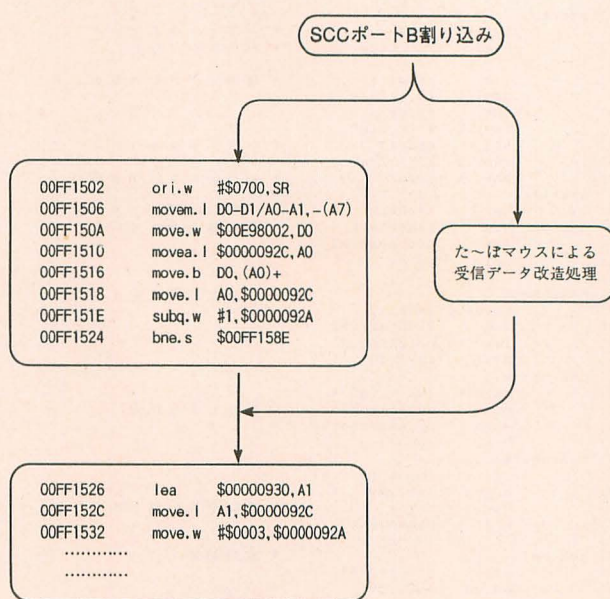 SCCポートB割り込み
00FF1502 ori.w #$0700,SR
00FF1506 movem.l D0-D1/A0-A1,-(A7)
00FF150A move.w $00E98002,D0
00FF1510 movea.l $0000092C,A0
00FF1516 move.b D0,(A0)+
00FF1518 move.l A0,$0000092C
00FF151E subq.w #1,$0000092A
00FF1524 bne.s $00FF158E
た～ぼマウスによる
受信データ改造処理
00FF1526 lea $00000930,A1
00FF152C move.l A1,$0000092C
00FF1532 move.w #$0003,$0000092A
…………
…………